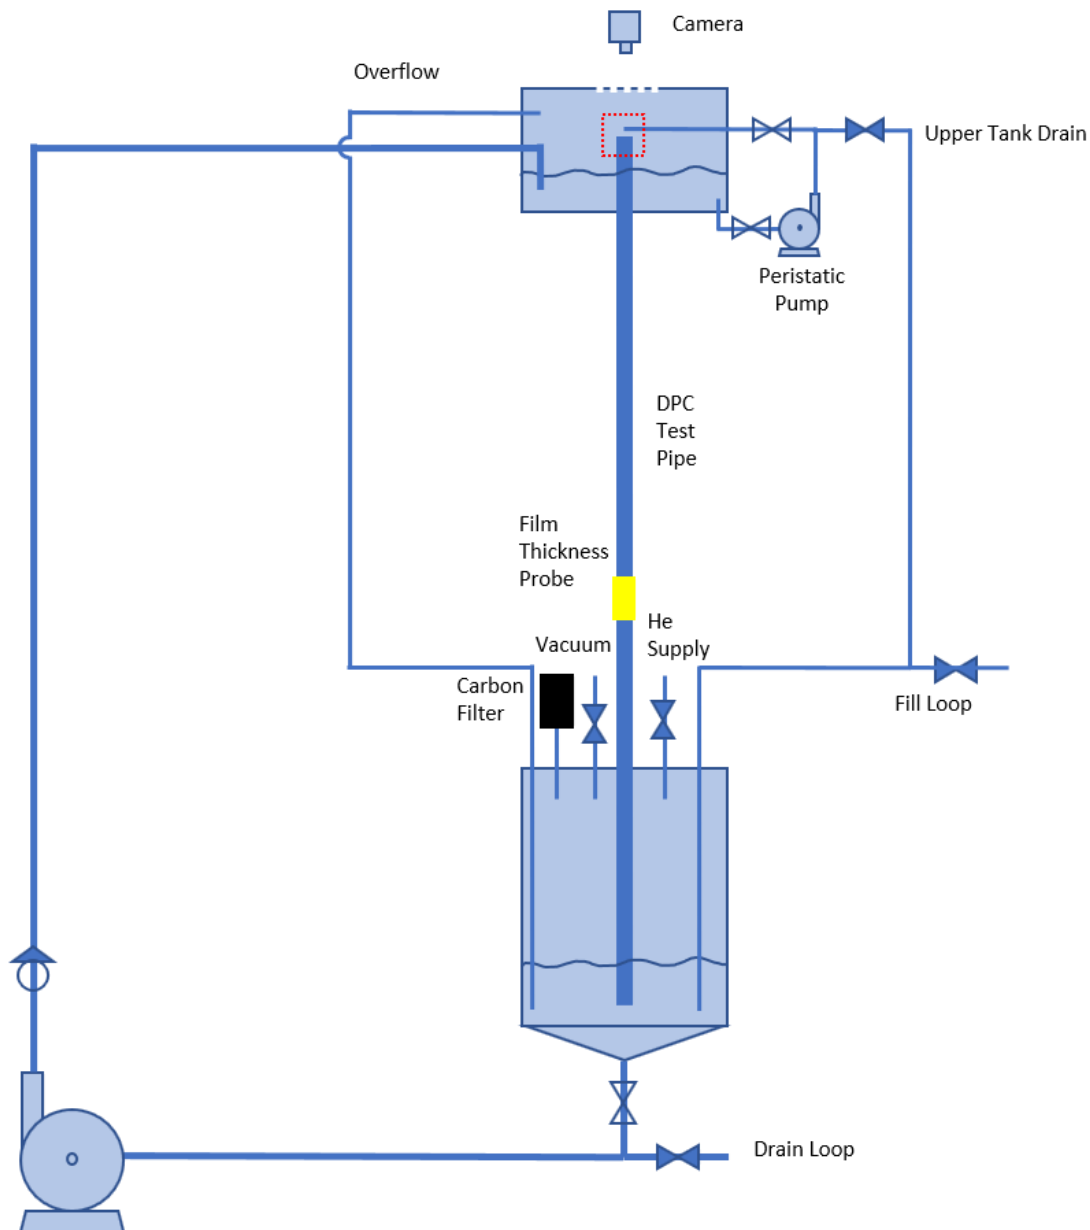 Camera
Overflow
Upper Tank Drain
Peristatic
Pump
DPC
Test
Pipe
Film
Thickness
Probe
He
Supply
Vacuum
Carbon
Filter
Fill Loop
Drain Loop